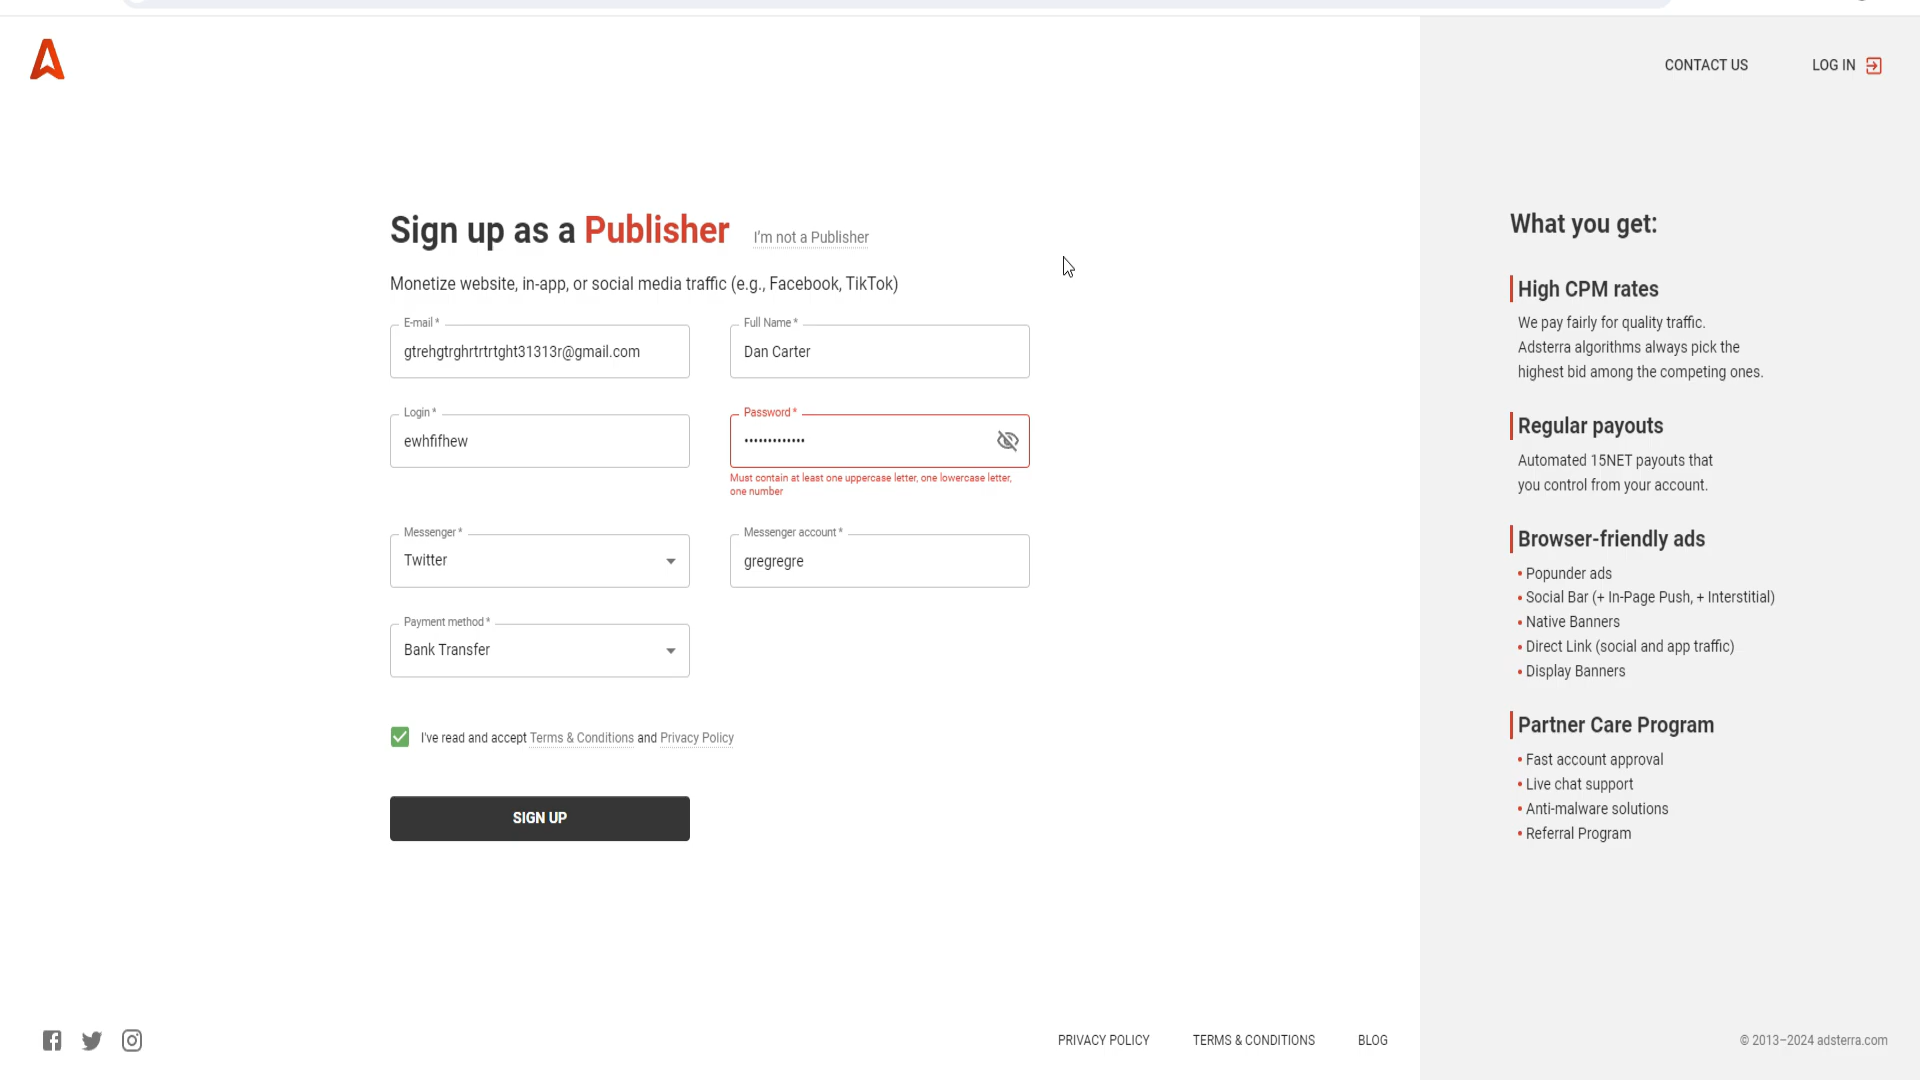 CONTACT US
LOG IN
Sign up as a Publisher
I'm not a Publisher
Monetize website, in-app, or social media traffic (e.g., Facebook, TikTok)
E-mail *
gtrehgtrghrtrtrtght31313r@gmail.com
Full Name *
Dan Carter
Login *
ewhfifhew
Password *
•••••••••••••
Must contain at least one uppercase letter, one lowercase letter,
one number
Messenger *
Twitter
Messenger account *
gregregre
Payment method *
Bank Transfer
I've read and accept Terms & Conditions and Privacy Policy
SIGN UP
What you get:
High CPM rates
We pay fairly for quality traffic.
Adsterra algorithms always pick the
highest bid among the competing ones.
Regular payouts
Automated 15NET payouts that
you control from your account.
Browser-friendly ads
• Popunder ads
• Social Bar (+ In-Page Push, + Interstitial)
• Native Banners
• Direct Link (social and app traffic)
• Display Banners
Partner Care Program
• Fast account approval
• Live chat support
• Anti-malware solutions
• Referral Program
PRIVACY POLICY
TERMS & CONDITIONS
BLOG
© 2013–2024 adsterra.com